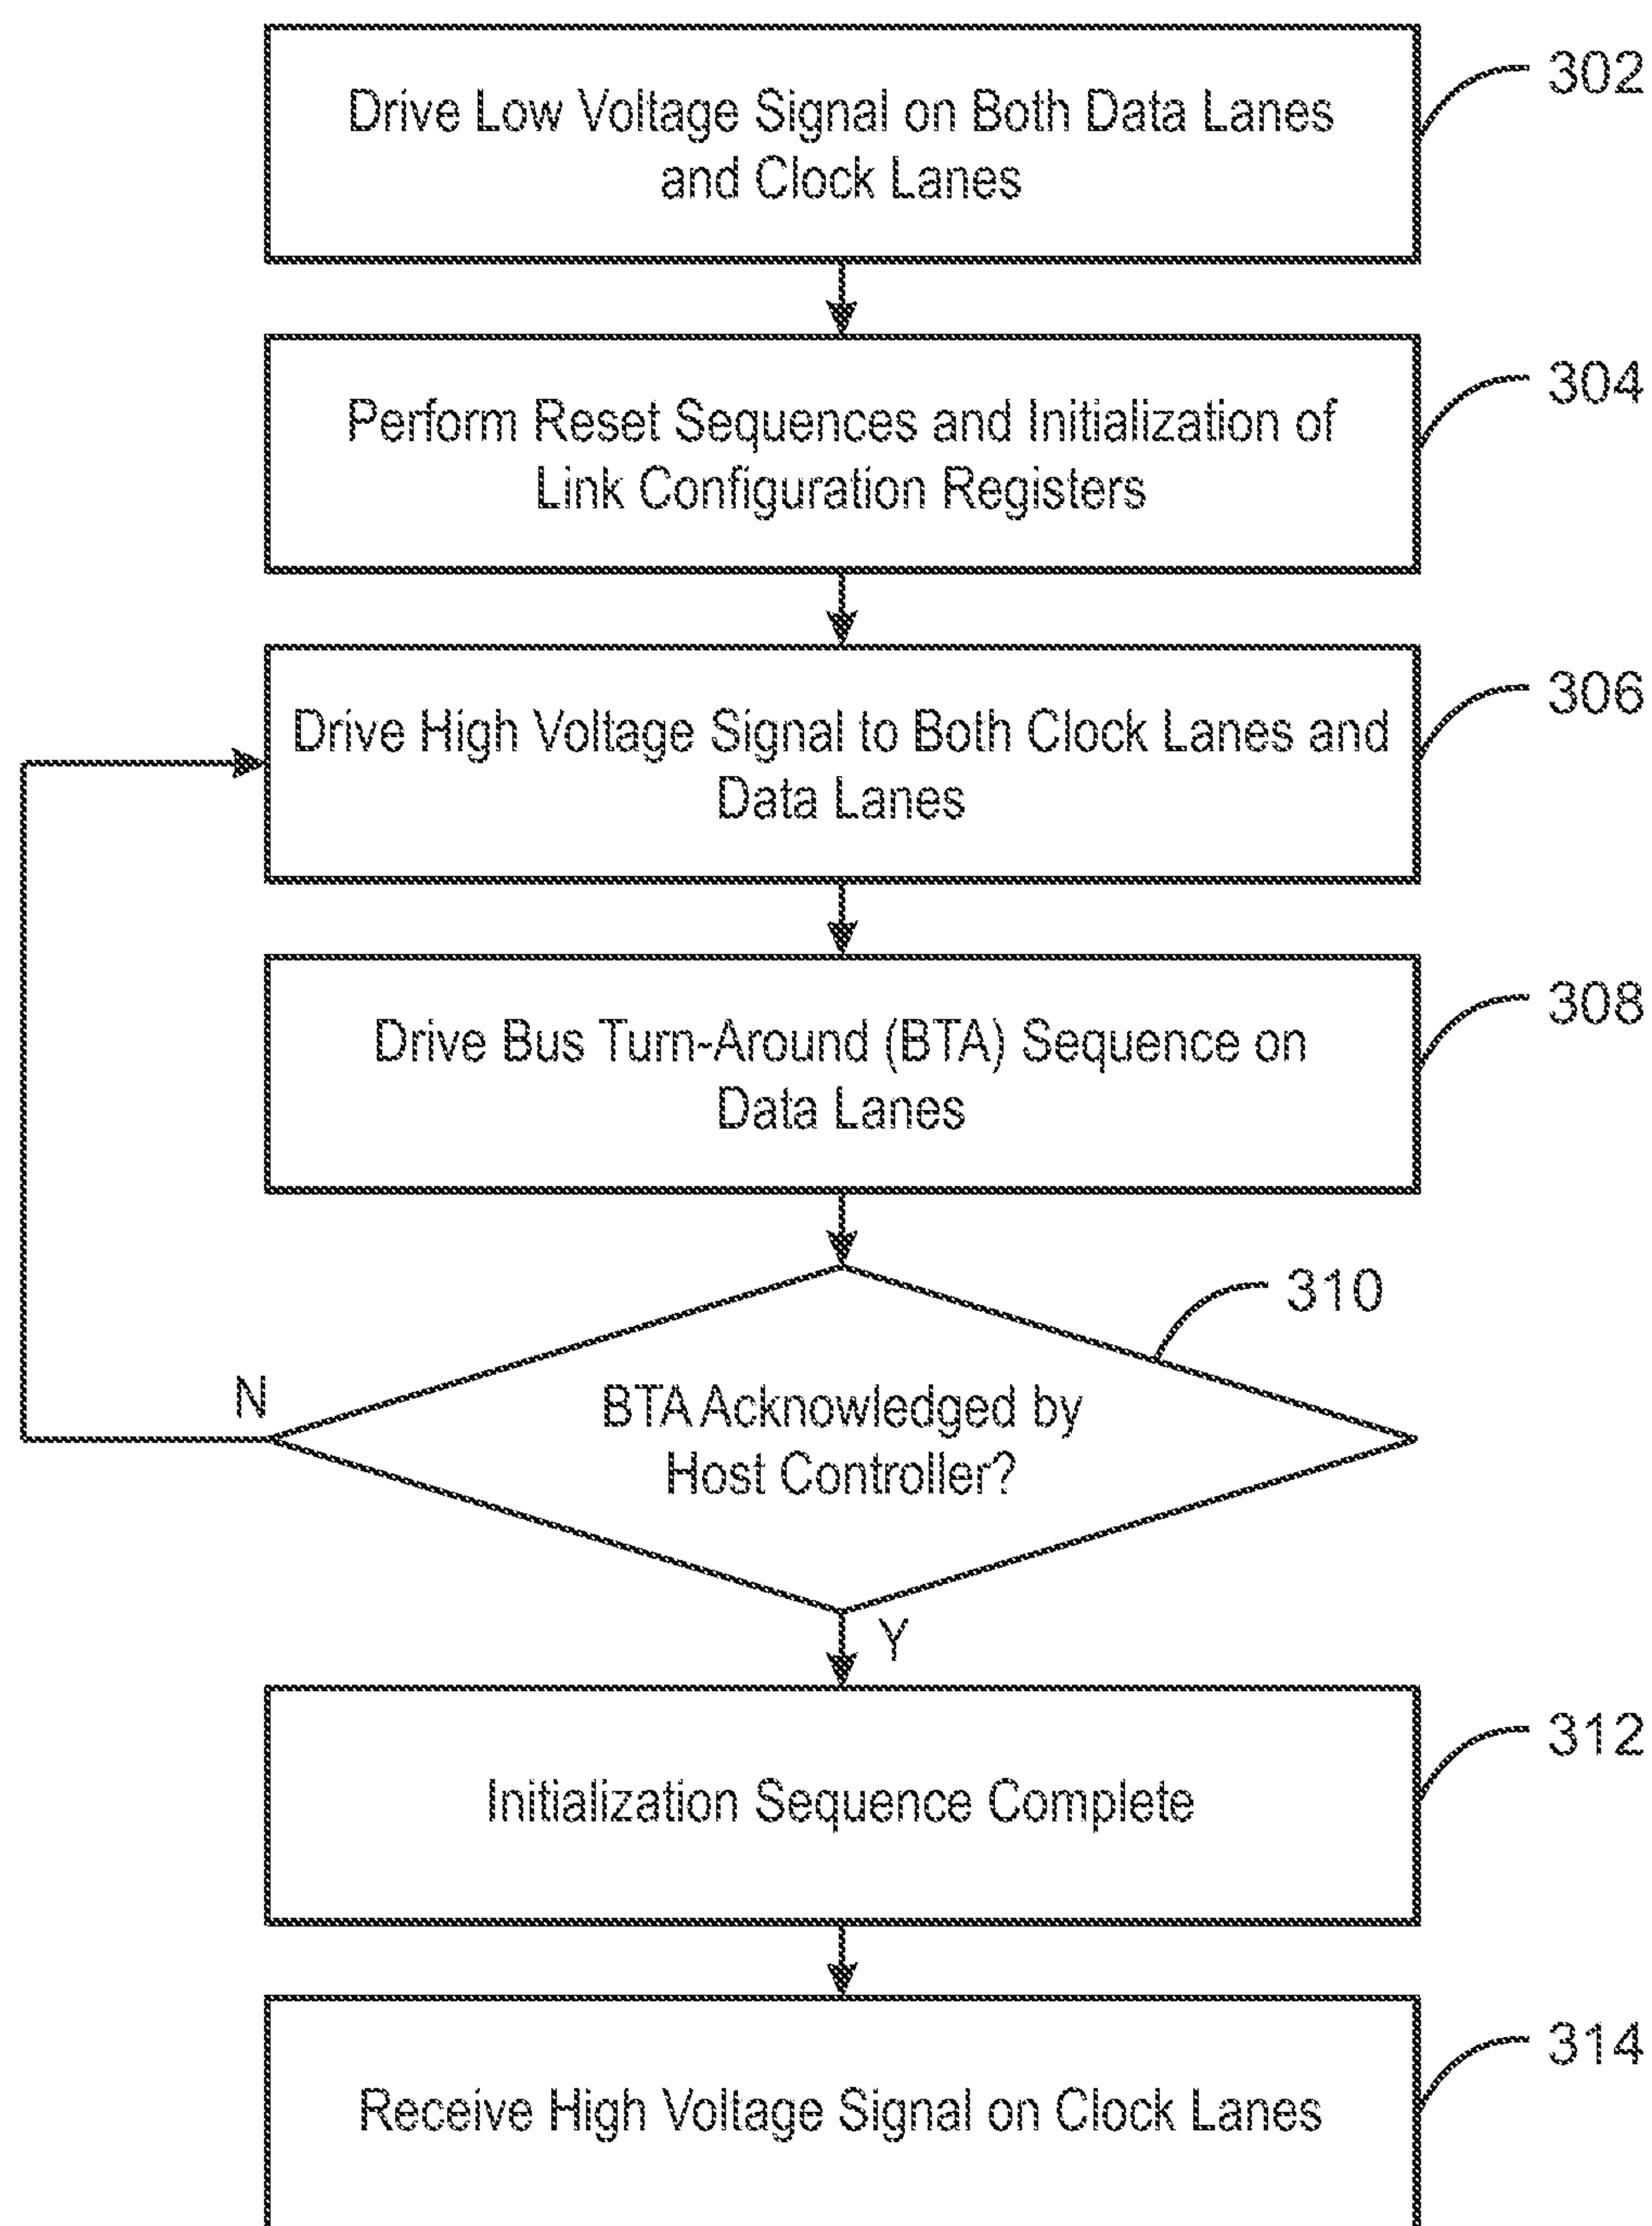 Drive Low Voltage Signal on Both Data Lanes
and Clock Lanes
302
Perform Reset Sequences and Initialization of
Link Configuration Registers
304
Drive High Voltage Signal to Both Clock Lanes and
Data Lanes
306
Drive Bus Turn-Around (BTA) Sequence on
Data Lanes
308
310
N
BTA Acknowledged by
Host Controller?
Y
Initialization Sequence Complete
312
Receive High Voltage Signal on Clock Lanes
314